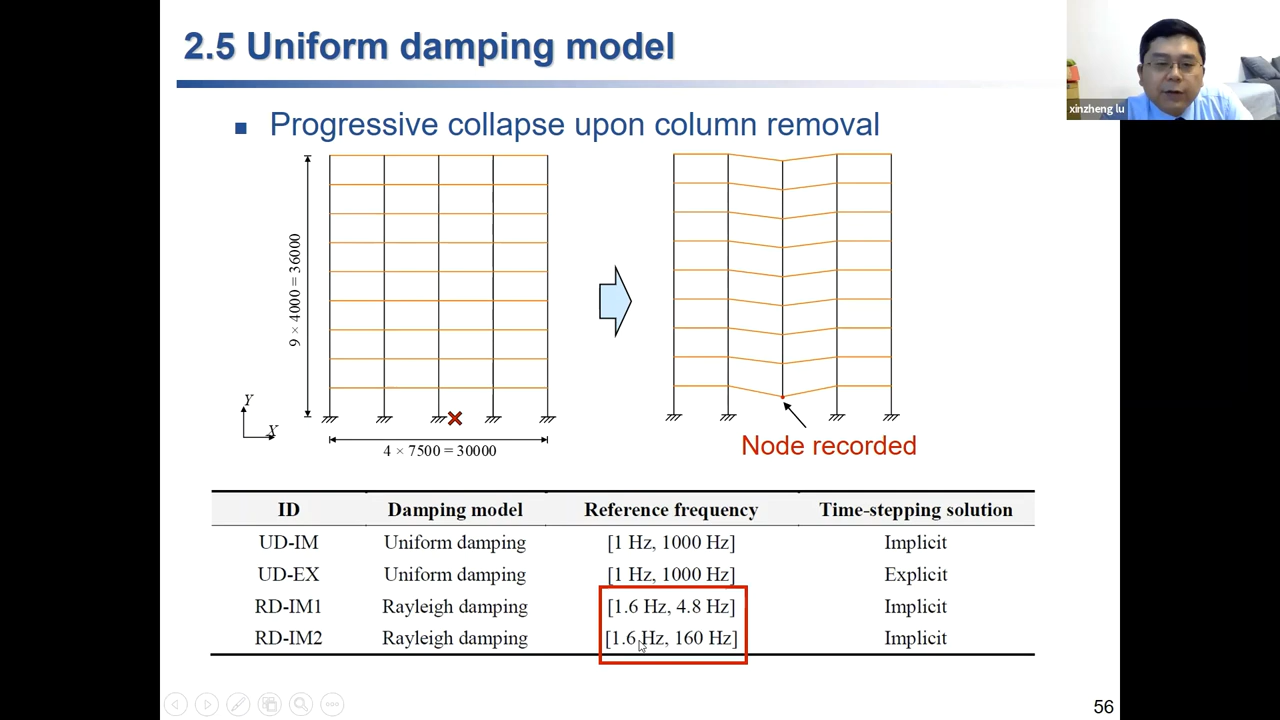 2.5 Uniform damping model
xinzheng lu
■ Progressive collapse upon column removal
9 × 4000 = 36000
Y
X
4 × 7500 = 30000
Node recorded
ID Damping model Reference frequency Time-stepping solution
UD-IM Uniform damping [1 Hz, 1000 Hz] Implicit
UD-EX Uniform damping [1 Hz, 1000 Hz] Explicit
RD-IM1 Rayleigh damping [1.6 Hz, 4.8 Hz] Implicit
RD-IM2 Rayleigh damping [1.6 Hz, 160 Hz] Implicit
56